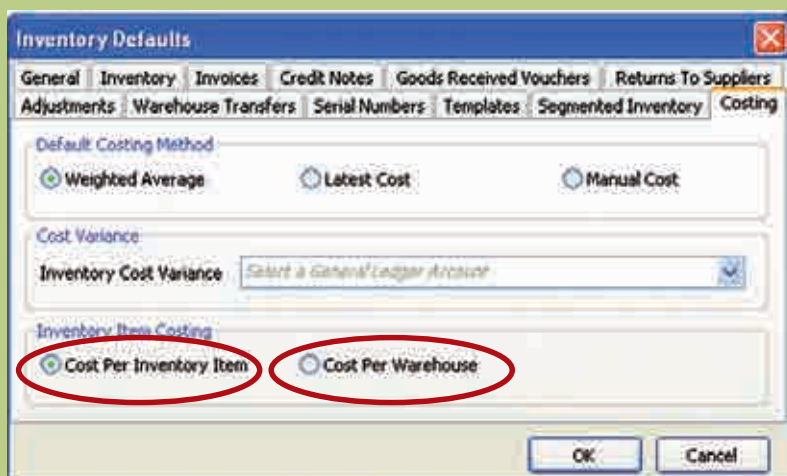 Inventory Defaults
General Inventory Invoices Credit Notes Goods Received Vouchers Returns To Suppliers
Adjustments Warehouse Transfers Serial Numbers Templates Segmented Inventory Costing
Default Costing Method
Weighted Average Latest Cost Manual Cost
Cost Variance
Inventory Cost Variance Select a General Ledger Account
Inventory Item Costing
Cost Per Inventory Item Cost Per Warehouse
OK Cancel